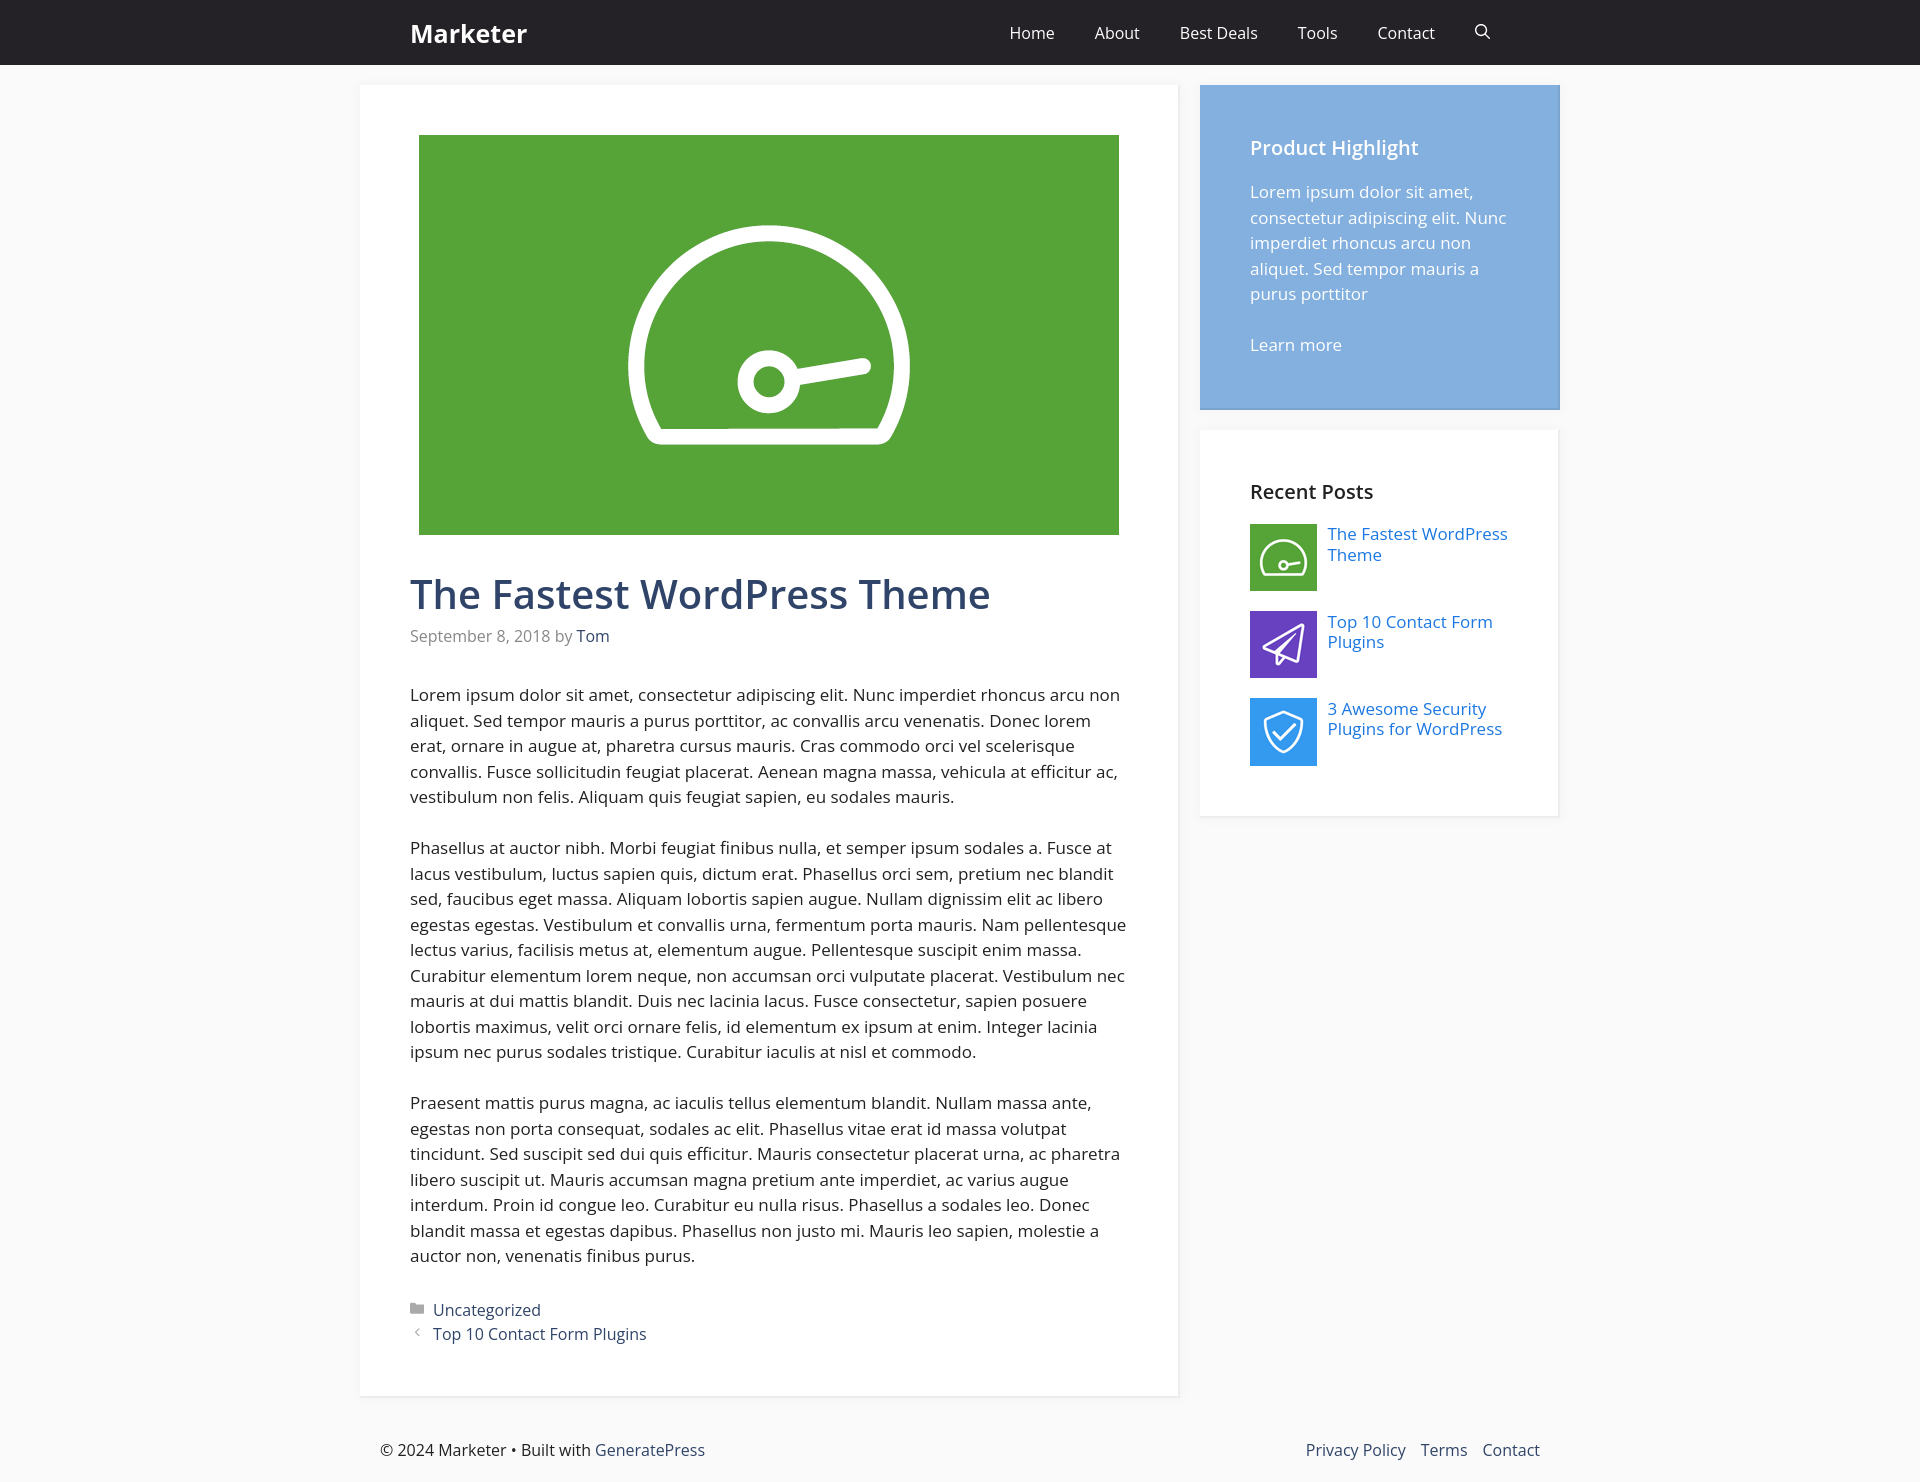 Marketer
Home
About
Best Deals
Tools
Contact
The Fastest WordPress Theme
September 8, 2018 by Tom
Lorem ipsum dolor sit amet, consectetur adipiscing elit. Nunc imperdiet rhoncus arcu non
aliquet. Sed tempor mauris a purus porttitor, ac convallis arcu venenatis. Donec lorem
erat, ornare in augue at, pharetra cursus mauris. Cras commodo orci vel scelerisque
convallis. Fusce sollicitudin feugiat placerat. Aenean magna massa, vehicula at efficitur ac,
vestibulum non felis. Aliquam quis feugiat sapien, eu sodales mauris.
Phasellus at auctor nibh. Morbi feugiat finibus nulla, et semper ipsum sodales a. Fusce at
lacus vestibulum, luctus sapien quis, dictum erat. Phasellus orci sem, pretium nec blandit
sed, faucibus eget massa. Aliquam lobortis sapien augue. Nullam dignissim elit ac libero
egestas egestas. Vestibulum et convallis urna, fermentum porta mauris. Nam pellentesque
lectus varius, facilisis metus at, elementum augue. Pellentesque suscipit enim massa.
Curabitur elementum lorem neque, non accumsan orci vulputate placerat. Vestibulum nec
mauris at dui mattis blandit. Duis nec lacinia lacus. Fusce consectetur, sapien posuere
lobortis maximus, velit orci ornare felis, id elementum ex ipsum at enim. Integer lacinia
ipsum nec purus sodales tristique. Curabitur iaculis at nisl et commodo.
Praesent mattis purus magna, ac iaculis tellus elementum blandit. Nullam massa ante,
egestas non porta consequat, sodales ac elit. Phasellus vitae erat id massa volutpat
tincidunt. Sed suscipit sed dui quis efficitur. Mauris consectetur placerat urna, ac pharetra
libero suscipit ut. Mauris accumsan magna pretium ante imperdiet, ac varius augue
interdum. Proin id congue leo. Curabitur eu nulla risus. Phasellus a sodales leo. Donec
blandit massa et egestas dapibus. Phasellus non justo mi. Mauris leo sapien, molestie a
auctor non, venenatis finibus purus.
Uncategorized
Top 10 Contact Form Plugins
Product Highlight
Lorem ipsum dolor sit amet,
consectetur adipiscing elit. Nunc
imperdiet rhoncus arcu non
aliquet. Sed tempor mauris a
purus porttitor
Learn more
Recent Posts
The Fastest WordPress
Theme
Top 10 Contact Form
Plugins
3 Awesome Security
Plugins for WordPress
© 2024 Marketer • Built with GeneratePress
Privacy Policy
Terms
Contact